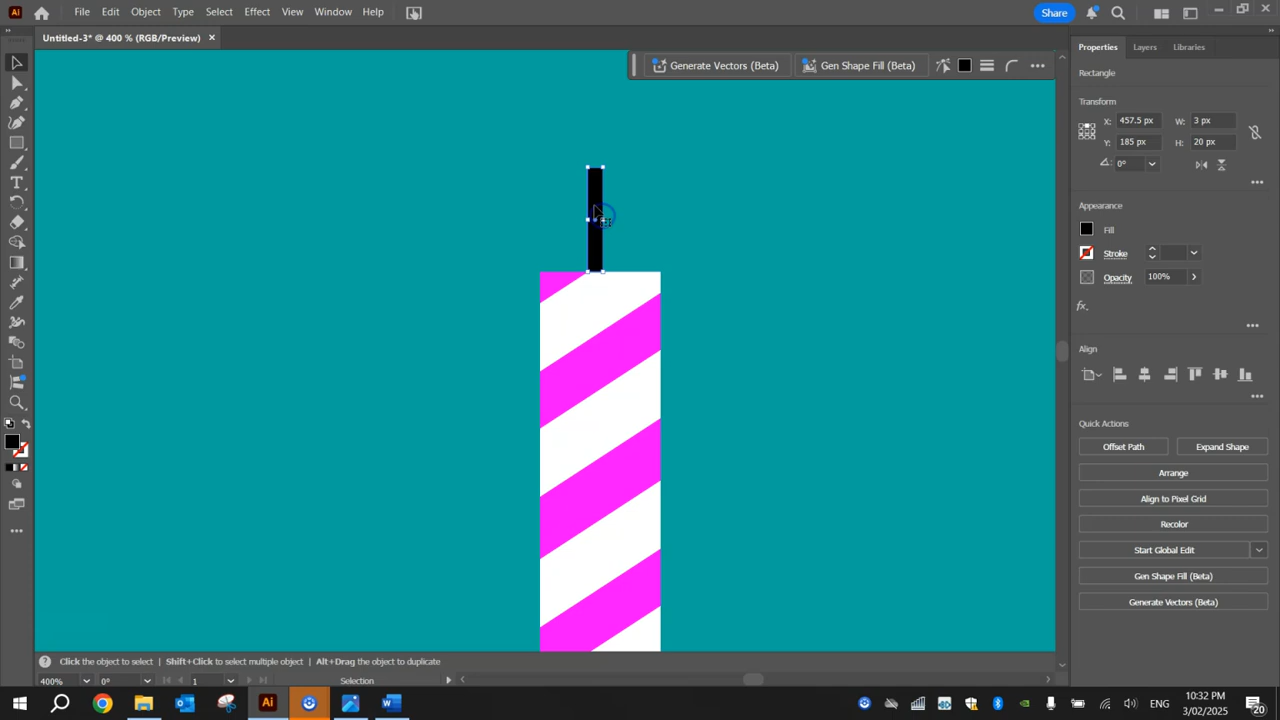 Ai File Edit Object Type Select Effect View Window Help Share
Untitled-3* @ 400 % (RGB/Preview) ×
Generate Vectors (Beta) Gen Shape Fill (Beta)
Properties Layers Libraries
Rectangle
Transform
X: 457.5 px W: 3 px
Y: 185 px H: 20 px
0°
Appearance
Fill
Stroke
Opacity 100%
fx.
Align
Quick Actions
Offset Path Expand Shape
Arrange
Align to Pixel Grid
Recolor
Start Global Edit
Gen Shape Fill (Beta)
Generate Vectors (Beta)
Click the object to select Shift+Click to select multiple object Alt+Drag the object to duplicate
400% 0° 1 Selection
Ai ENG 10:32 PM
3/02/2025 20